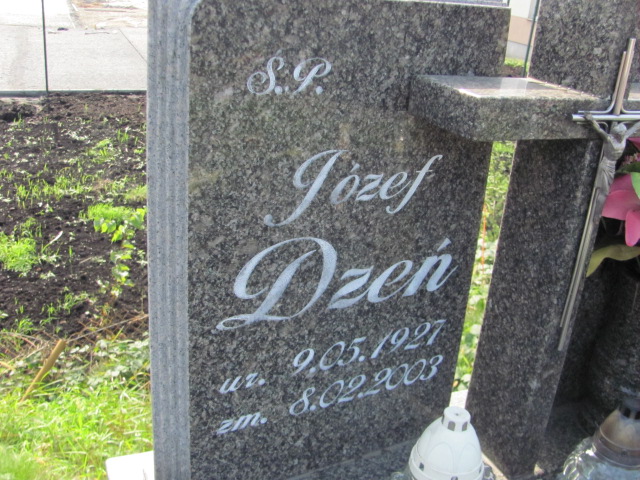 Ś.P.
Józef
Dzeń
ur. 9.05.1927
zm. 8.02.2003